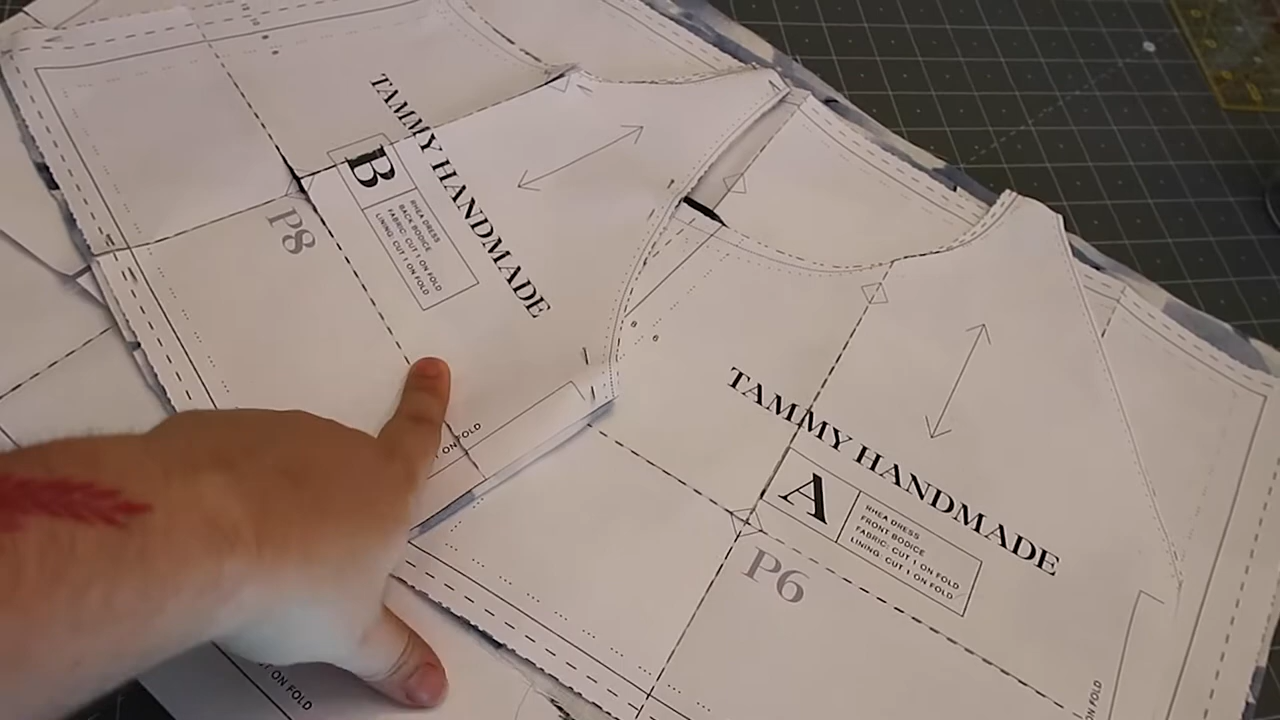 TAMMY HANDMADE
B
RHEA DRESS
BACK BODICE
FABRIC: CUT 1 ON FOLD
LINING: CUT 1 ON FOLD
P8
ON FOLD
8
6
TAMMY HANDMADE
A
RHEA DRESS
FRONT BODICE
FABRIC: CUT 1 ON FOLD
LINING: CUT 1 ON FOLD
P6
ON FOLD
ON FOLD